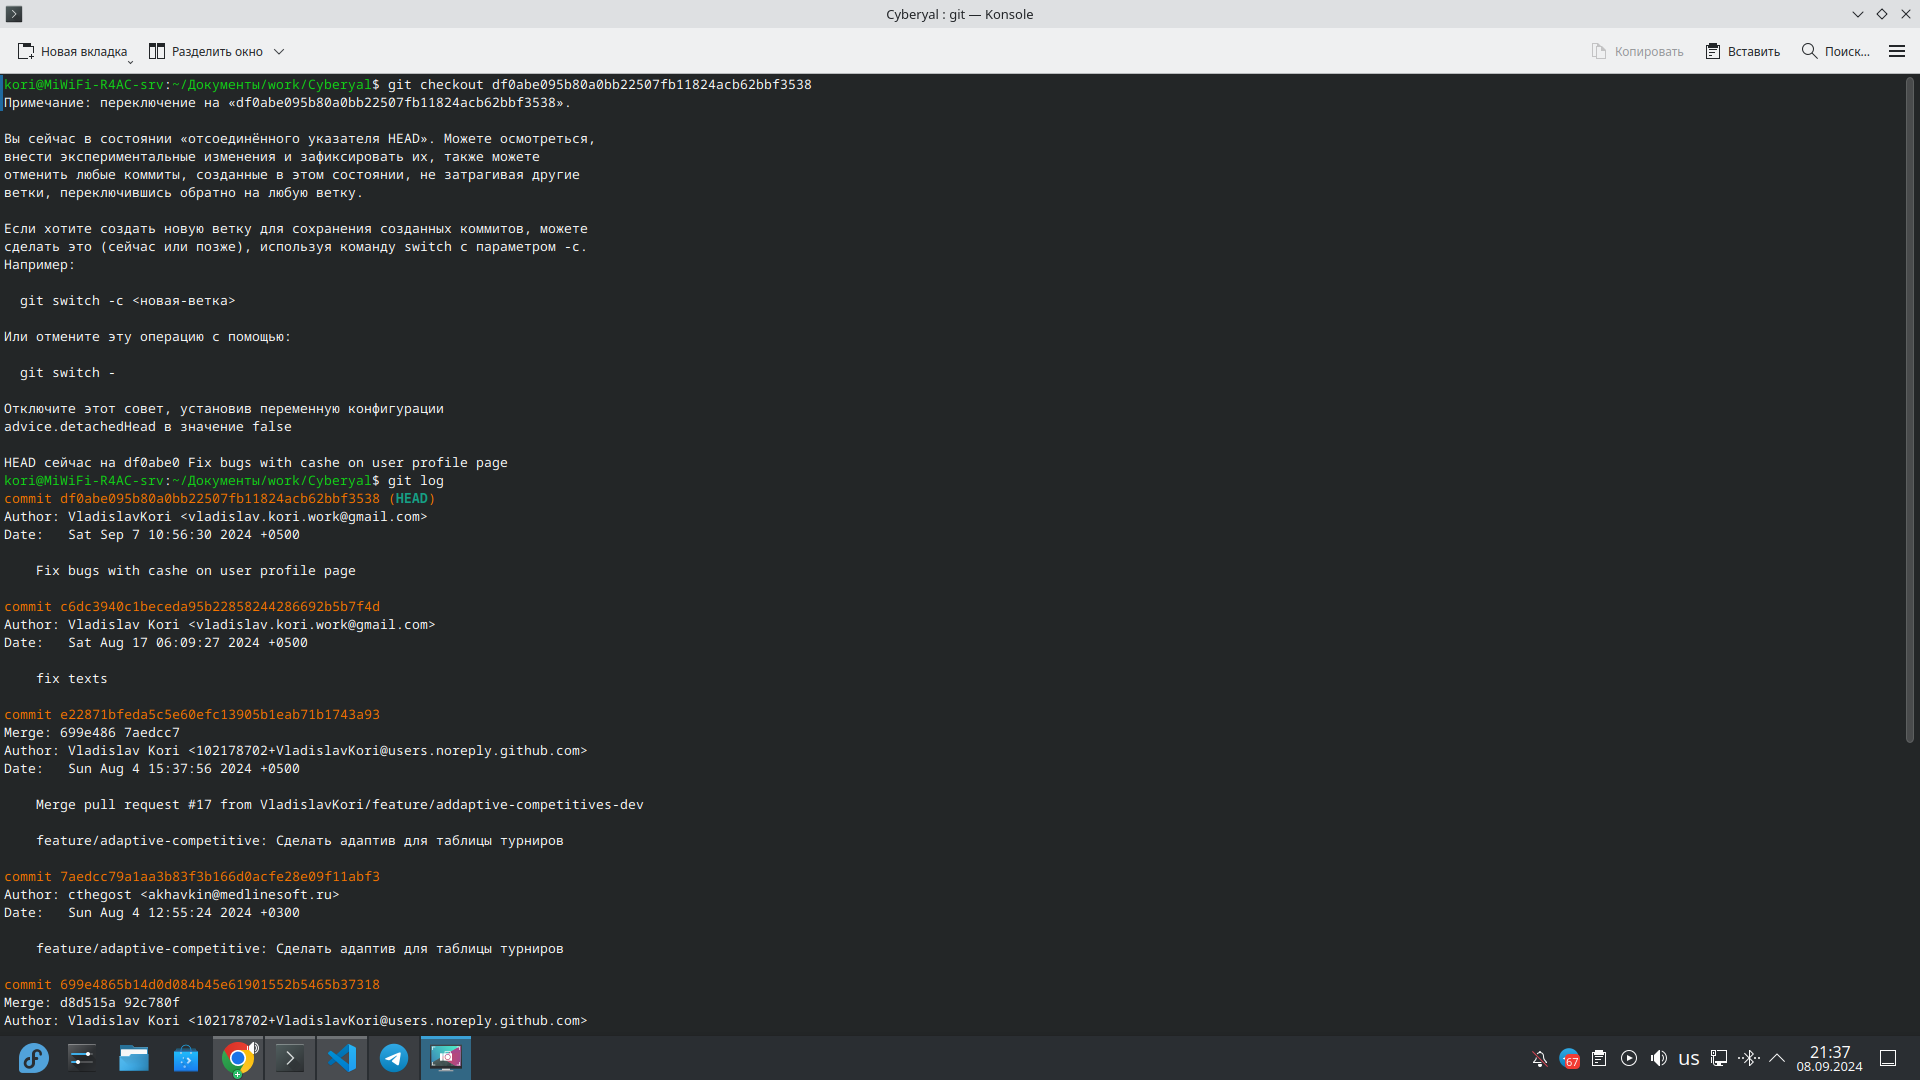 Cyberyal : git — Konsole
Новая вкладка
Разделить окно
Копировать
Вставить
Поиск...
kori@MiWiFi-R4AC-srv:~/Документы/work/Cyberyal$ git checkout df0abe095b80a0bb22507fb11824acb62bbf3538
Примечание: переключение на «df0abe095b80a0bb22507fb11824acb62bbf3538».
Вы сейчас в состоянии «отсоединённого указателя HEAD». Можете осмотреться,
внести экспериментальные изменения и зафиксировать их, также можете
отменить любые коммиты, созданные в этом состоянии, не затрагивая другие
ветки, переключившись обратно на любую ветку.
Если хотите создать новую ветку для сохранения созданных коммитов, можете
сделать это (сейчас или позже), используя команду switch с параметром -c.
Например:
git switch -c <новая-ветка>
Или отмените эту операцию с помощью:
git switch -
Отключите этот совет, установив переменную конфигурации
advice.detachedHead в значение false
HEAD сейчас на df0abe0 Fix bugs with cashe on user profile page
kori@MiWiFi-R4AC-srv:~/Документы/work/Cyberyal$ git log
commit df0abe095b80a0bb22507fb11824acb62bbf3538 (HEAD)
Author: VladislavKori <vladislav.kori.work@gmail.com>
Date:   Sat Sep 7 10:56:30 2024 +0500
Fix bugs with cashe on user profile page
commit c6dc3940c1beceda95b22858244286692b5b7f4d
Author: Vladislav Kori <vladislav.kori.work@gmail.com>
Date:   Sat Aug 17 06:09:27 2024 +0500
fix texts
commit e22871bfeda5c5e60efc13905b1eab71b1743a93
Merge: 699e486 7aedcc7
Author: Vladislav Kori <102178702+VladislavKori@users.noreply.github.com>
Date:   Sun Aug 4 15:37:56 2024 +0500
Merge pull request #17 from VladislavKori/feature/addaptive-competitives-dev
feature/adaptive-competitive: Сделать адаптив для таблицы турниров
commit 7aedcc79a1aa3b83f3b166d0acfe28e09f11abf3
Author: cthegost <akhavkin@medlinesoft.ru>
Date:   Sun Aug 4 12:55:24 2024 +0300
feature/adaptive-competitive: Сделать адаптив для таблицы турниров
commit 699e4865b14d0d084b45e61901552b5465b37318
Merge: d8d515a 92c780f
Author: Vladislav Kori <102178702+VladislavKori@users.noreply.github.com>
67
us
21:37
08.09.2024